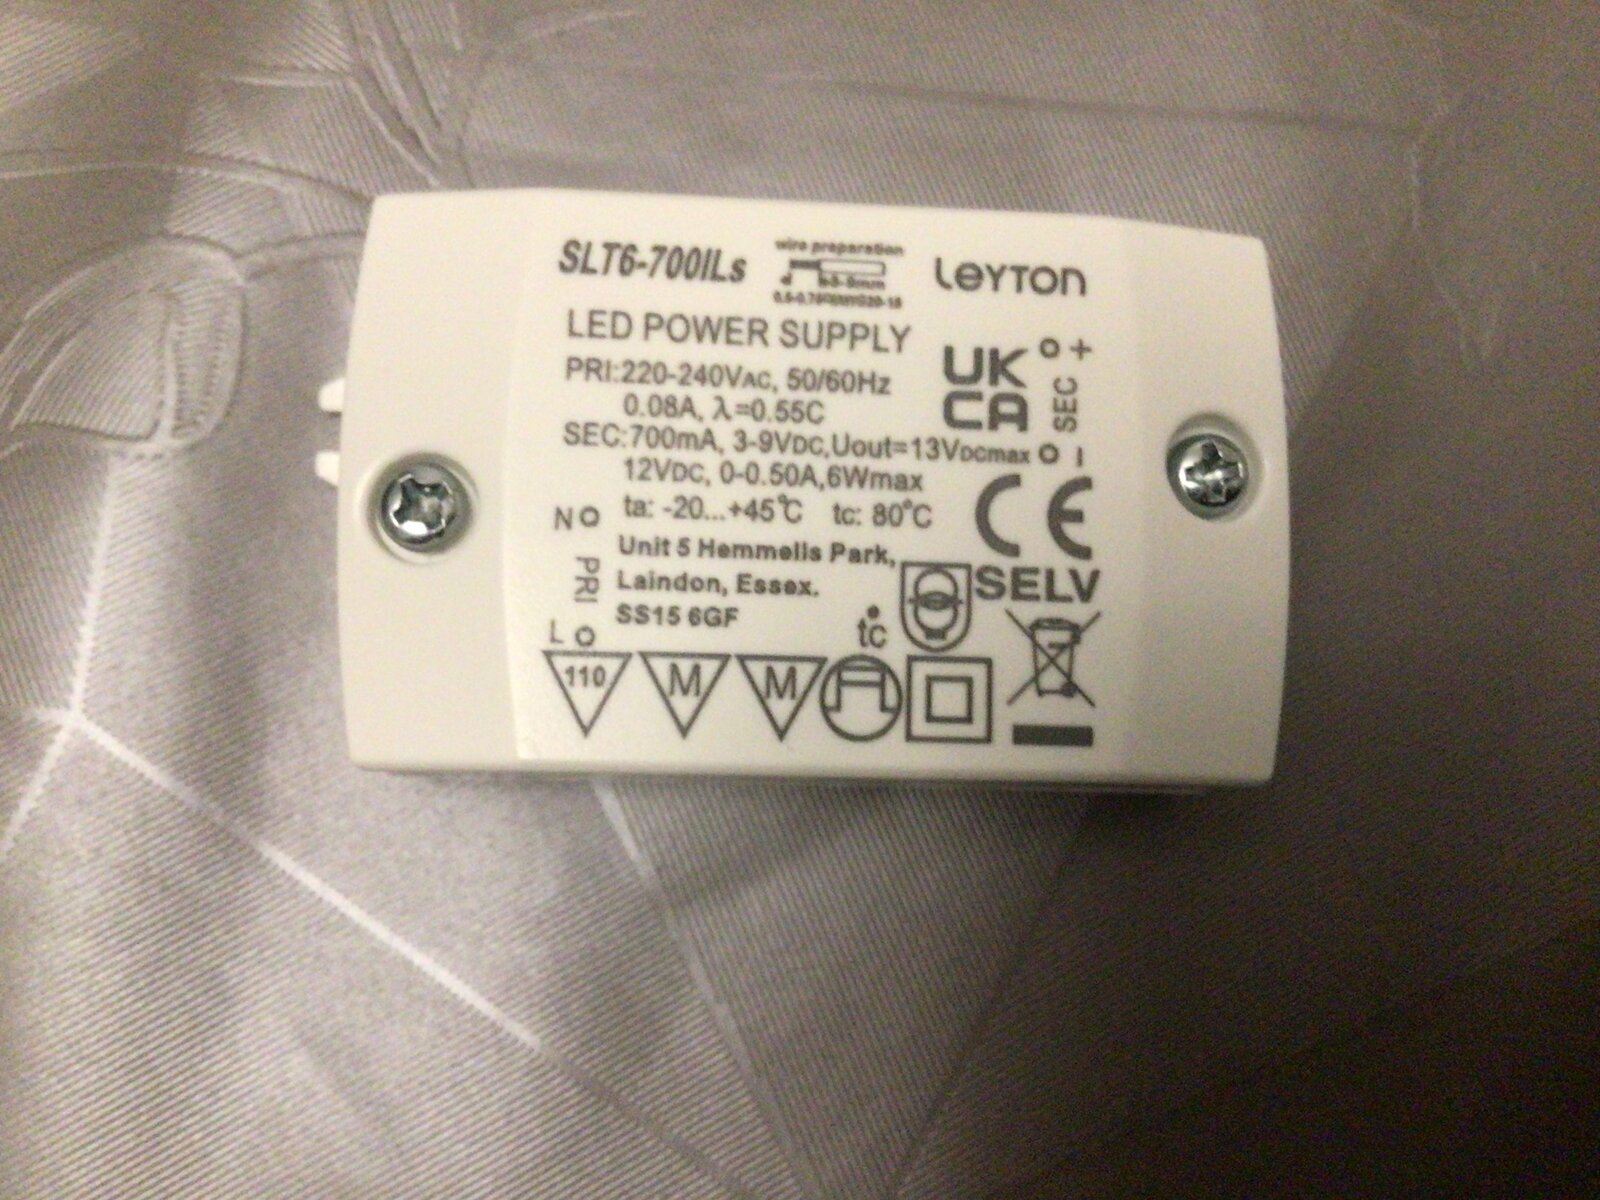 SLT6-700ILs
wire preparation
LEYTON
LED POWER SUPPLY
PRI:220-240VAC, 50/60Hz
0.08A, λ=0.55C
UK
CA
+
SEC
-
SEC:700mA, 3-9VDC,Uout=13VDCmax
12VDC, 0-0.50A,6Wmax
ta: -20...+45℃ tc: 80°C
CE
N
PRI
L
Unit 5 Hemmells Park,
Laindon, Essex.
SS15 6GF
tc
SELV
110
M
M